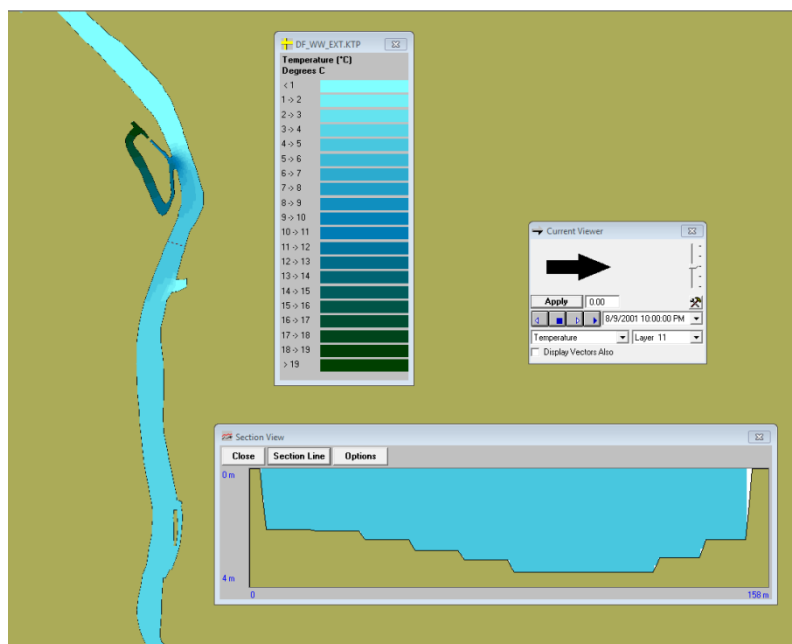 DF_WW_EXT.KTP
Temperature (°C)
Degrees C
< 1
1 -> 2
2 -> 3
3 -> 4
4 -> 5
5 -> 6
6 -> 7
7 -> 8
8 -> 9
9 -> 10
10 -> 11
11 -> 12
12 -> 13
13 -> 14
14 -> 15
15 -> 16
16 -> 17
17 -> 18
18 -> 19
> 19
Current Viewer
Apply 0.00
8/9/2001 10:00:00 PM
Temperature Layer 11
Display Vectors Also
Section View
Close Section Line Options
0 m
4 m
0 158 m